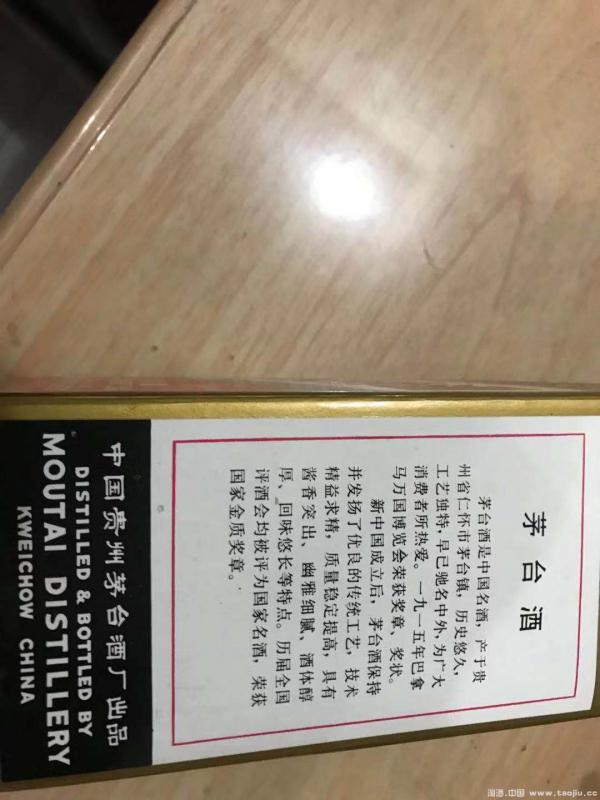 茅台酒
茅台酒是中国名酒，产于贵
州省仁怀市茅台镇，历史悠久，
工艺独特，早已驰名中外，为广大
消费者所热爱。一九一五年巴拿
马万国博览会荣获奖章、奖状。
新中国成立后，茅台酒保持
并发扬了优良的传统工艺，技术
精益求精，质量稳定提高，具有
酱香突出、幽雅细腻、酒体醇
厚、回味悠长等特点。历届全国
评酒会均被评为国家名酒，荣获
国家金质奖章。
中国贵州茅台酒厂出品
DISTILLED & BOTTLED BY
MOUTAI DISTILLERY
KWEICHOW CHINA
淘酒.中国 www.taojiu.cc